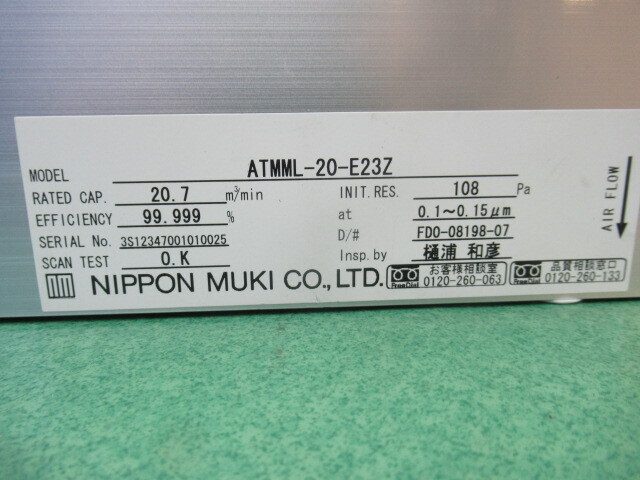 MODEL ATMML-20-E23Z
RATED CAP. 20.7 m³/min INIT. RES. 108 Pa
EFFICIENCY 99.999 % at 0.1～0.15μm
SERIAL No. 3S12347001010025 D/# FDO-08198-07
SCAN TEST O.K Insp.by 樋浦 和彦
NIPPON MUKI CO.,LTD.
FreeDial お客様相談室 0120-260-063
FreeDial 品質相談窓口 0120-260-133
AIR FLOW